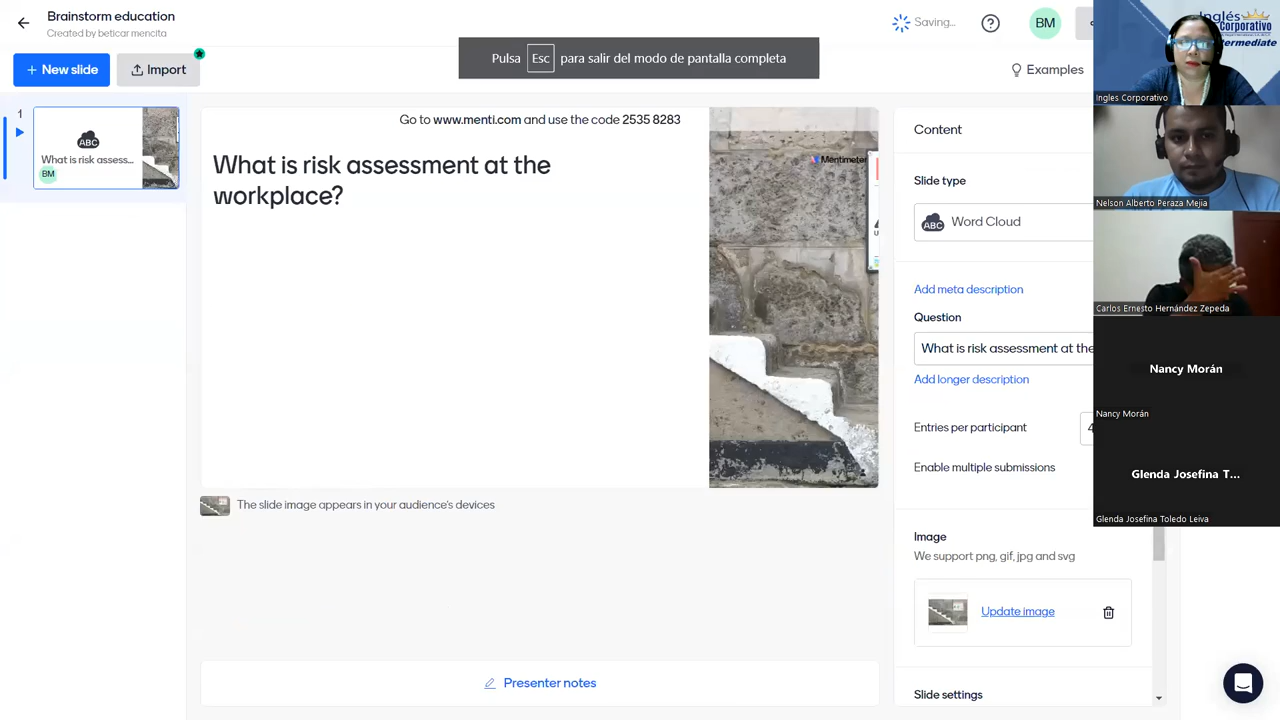 Brainstorm education
Created by beticar mencita
Saving...
BM
New slide
Import
Pulsa Esc para salir del modo de pantalla completa
Examples
1
ABC
What is risk assess...
BM
Go to www.menti.com and use the code 2535 8283
What is risk assessment at the
workplace?
Mentimeter
The slide image appears in your audience's devices
Presenter notes
Content
Slide type
ABC Word Cloud
Add meta description
Question
What is risk assessment at the
Add longer description
Entries per participant
4
Enable multiple submissions
Image
We support png, gif, jpg and svg
Update image
Slide settings
Inglés
Corporativo
Intermediate
Ingles Corporativo
Nelson Alberto Peraza Mejia
Carlos Ernesto Hernández Zepeda
Nancy Morán
Nancy Morán
Glenda Josefina T...
Glenda Josefina Toledo Leiva